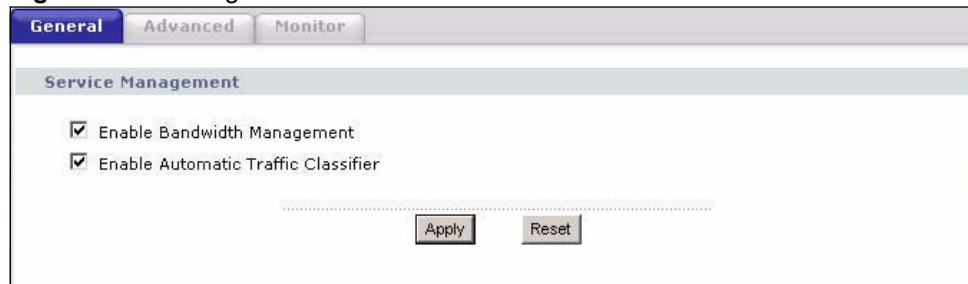 General Advanced Monitor
Service Management
Enable Bandwidth Management
Enable Automatic Traffic Classifier
Apply Reset